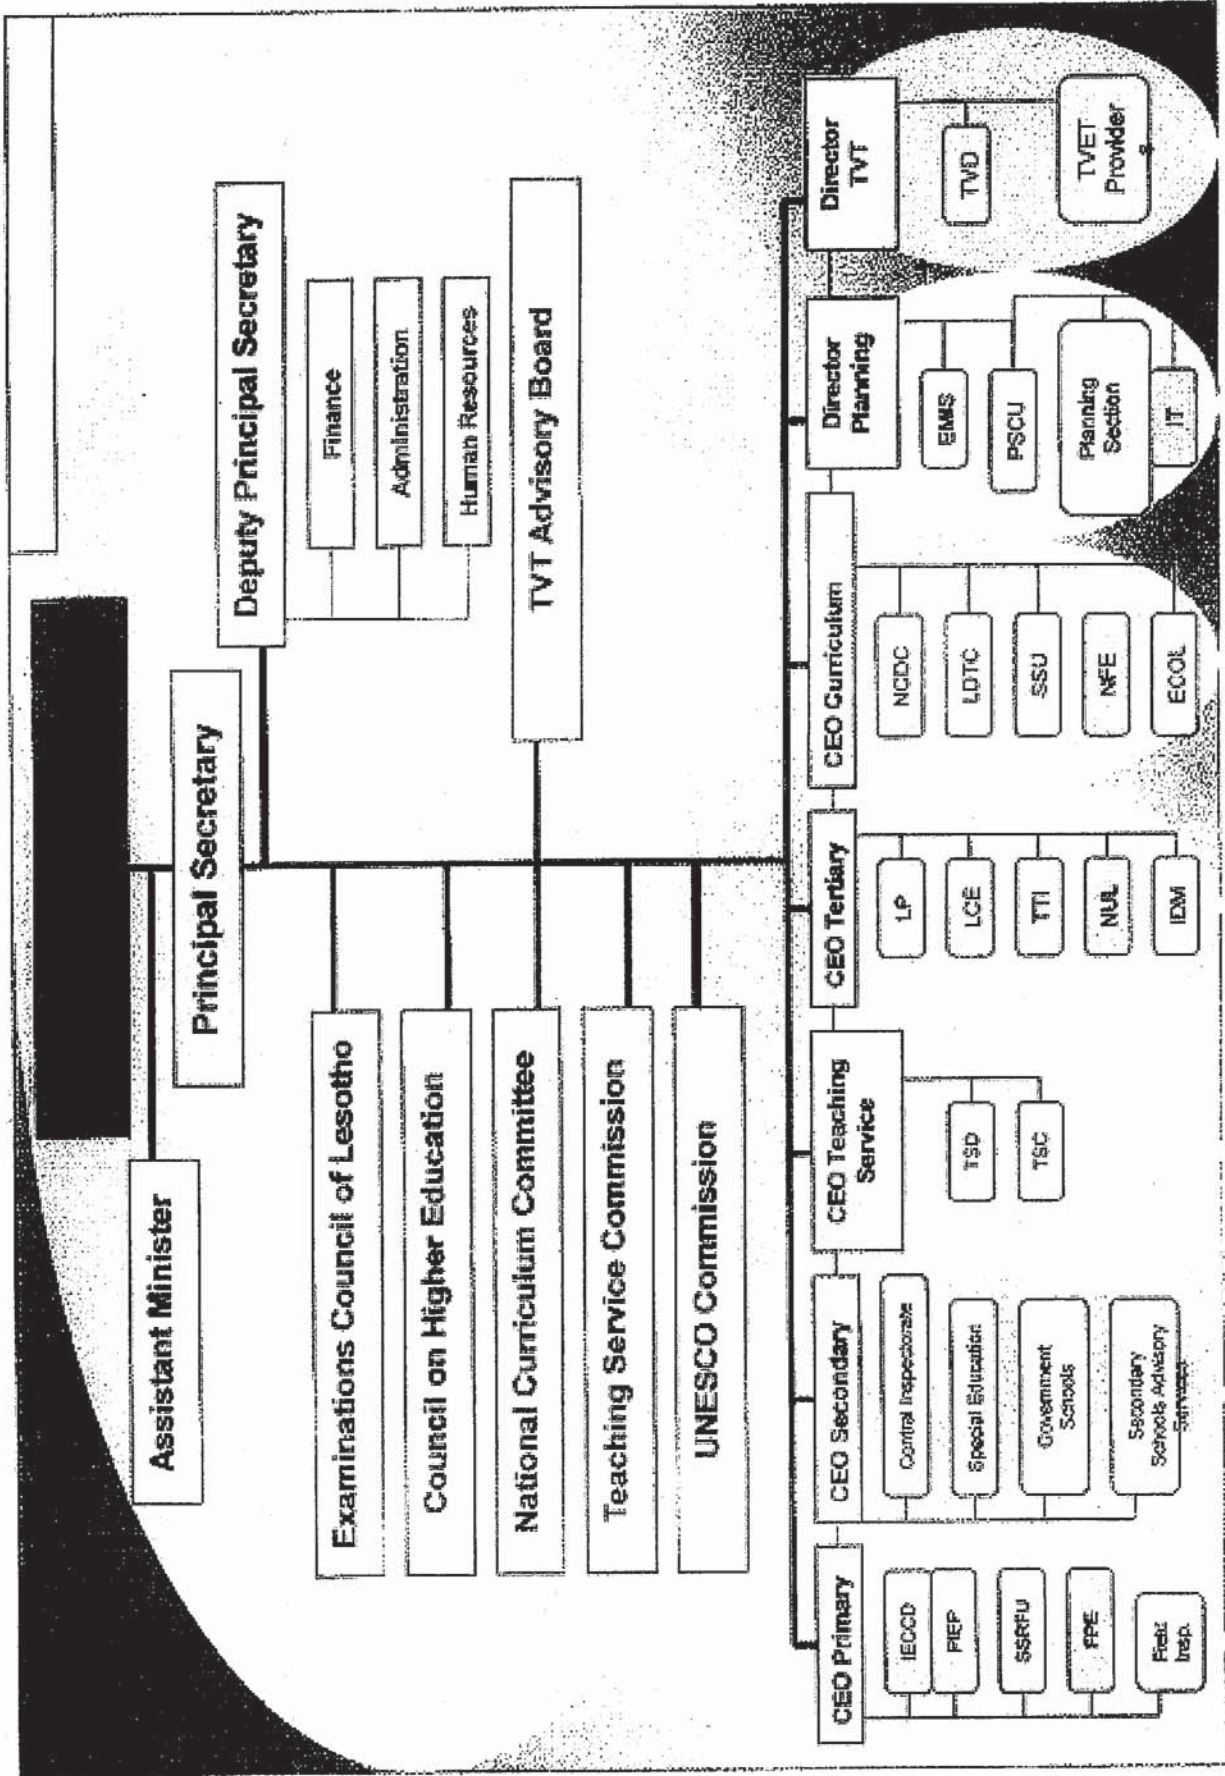 Assistant Minister
Principal Secretary
Deputy Principal Secretary
Finance
Administration
Human Resources
Examinations Council of Lesotho
Council on Higher Education
National Curriculum Committee
TVT Advisory Board
Teaching Service Commission
UNESCO Commission
CEO Primary
IECCD
PIEP
SSRFU
FPE
Field
Insp.
CEO Secondary
Central Inspectorate
Special Education
Government
Schools
Secondary
Schools Advisory
Services
CEO Teaching
Service
TSD
TSC
CEO Tertiary
LP
LCE
TTI
NUL
IDM
CEO Curriculum
NCDC
LDTC
SSU
NFE
ECOL
Director
Planning
EMIS
PSCU
Planning
Section
IT
Director
TVT
TVD
TVET
Provider
s